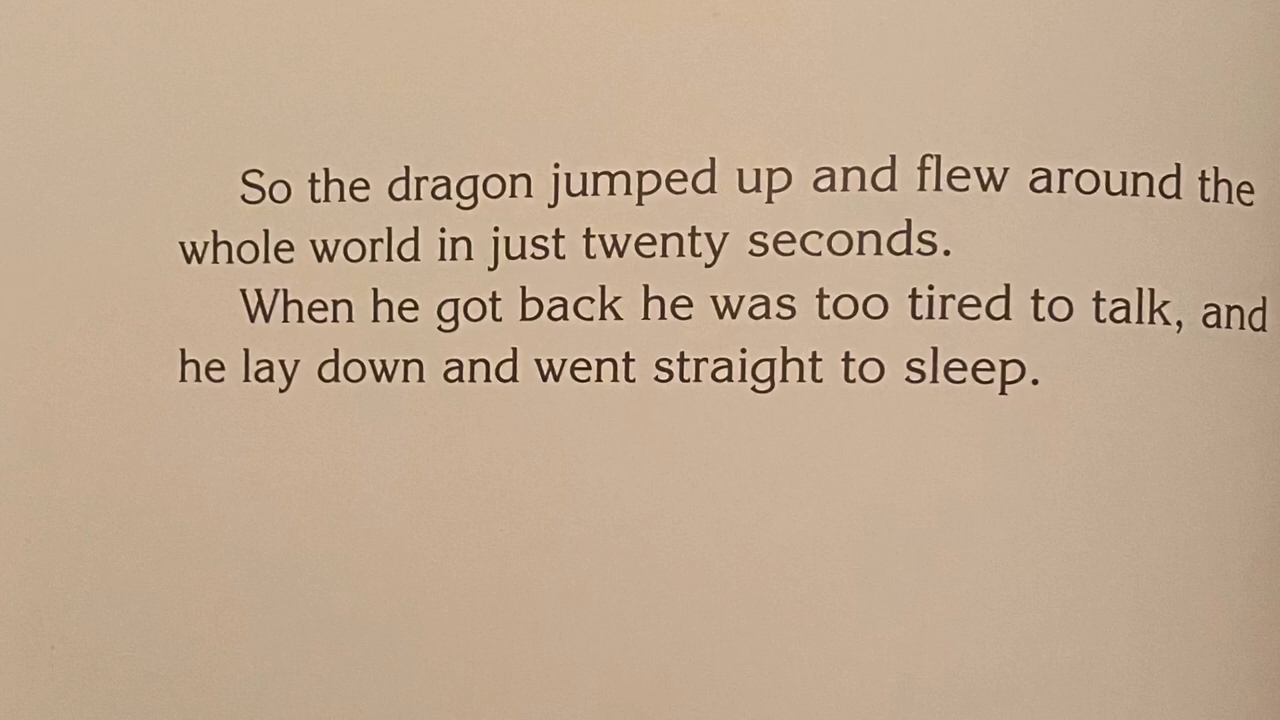 So the dragon jumped up and flew around the
whole world in just twenty seconds.
When he got back he was too tired to talk, and
he lay down and went straight to sleep.